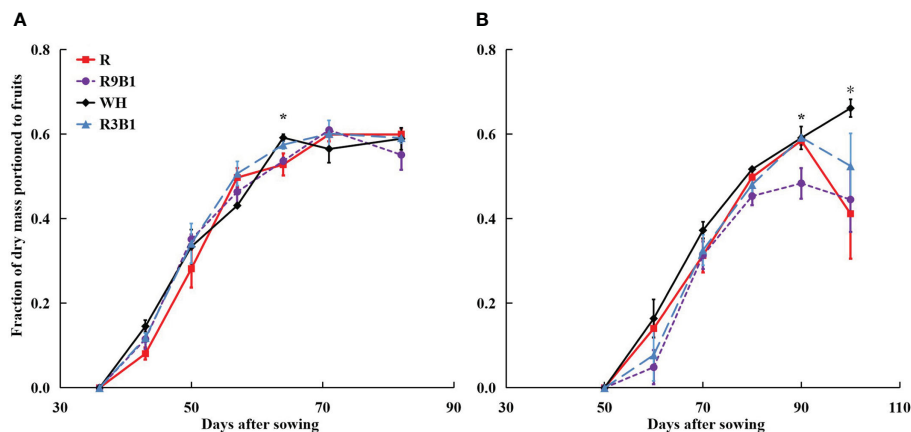 A
B
Fraction of dry mass portioned to fruits
0.8
0.6
0.4
0.2
0.0
R
R9B1
WH
R3B1
*
30
50
70
90
Days after sowing
0.8
0.6
0.4
0.2
0.0
*
*
30
50
70
90
110
Days after sowing